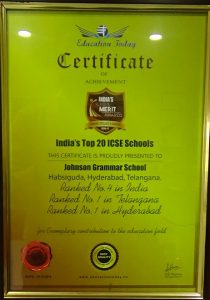 Education Today
Certificate
OF
ACHIEVEMENT
INDIA'S
MERIT
AWARDS
India's Top 20 ICSE Schools
THIS CERTIFICATE IS PROUDLY PRESENTED TO
Johnson Grammar School
Habsiguda, Hyderabad, Telangana.
Ranked No.4 in India
Ranked No.1 in Telangana
Ranked No.1 in Hyderabad
for Exemplary contribution to the education field